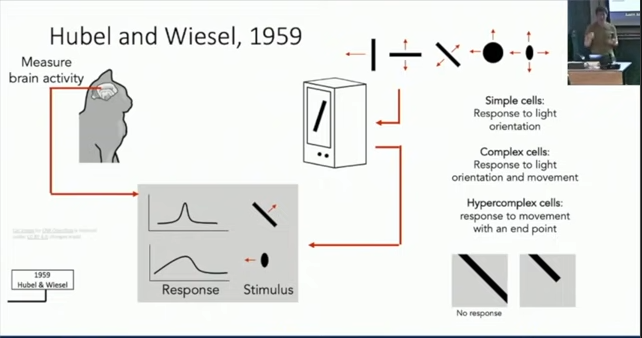 Hubel and Wiesel, 1959
Measure
brain activity
Simple cells:
Response to light
orientation
Complex cells:
Response to light
orientation and movement
Hypercomplex cells:
response to movement
with an end point
No response
Response
Stimulus
1959
Hubel & Wiesel